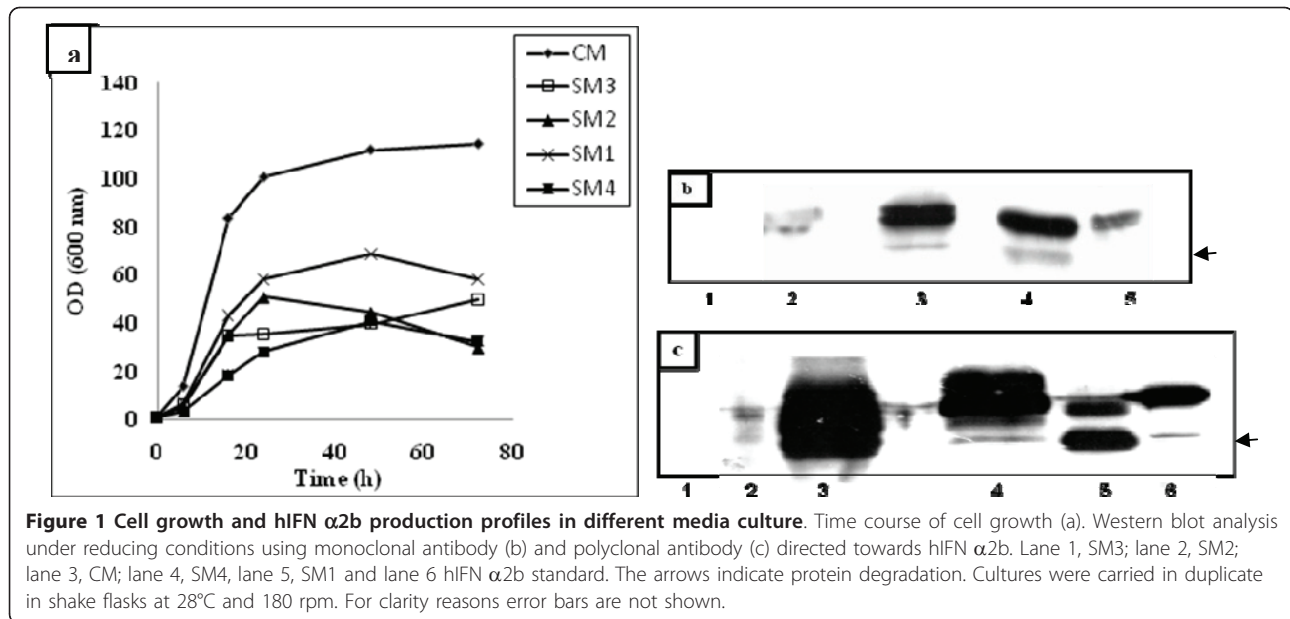 a
CM
SM3
SM2
SM1
SM4
140
120
100
80
60
40
20
0
OD (600 nm)
0 20 40 60 80
Time (h)
b
1 2 3 4 5
c
1 2 3 4 5 6
Figure 1 Cell growth and hIFN α2b production profiles in different media culture. Time course of cell growth (a). Western blot analysis
under reducing conditions using monoclonal antibody (b) and polyclonal antibody (c) directed towards hIFN α2b. Lane 1, SM3; lane 2, SM2;
lane 3, CM; lane 4, SM4, lane 5, SM1 and lane 6 hIFN α2b standard. The arrows indicate protein degradation. Cultures were carried in duplicate
in shake flasks at 28°C and 180 rpm. For clarity reasons error bars are not shown.